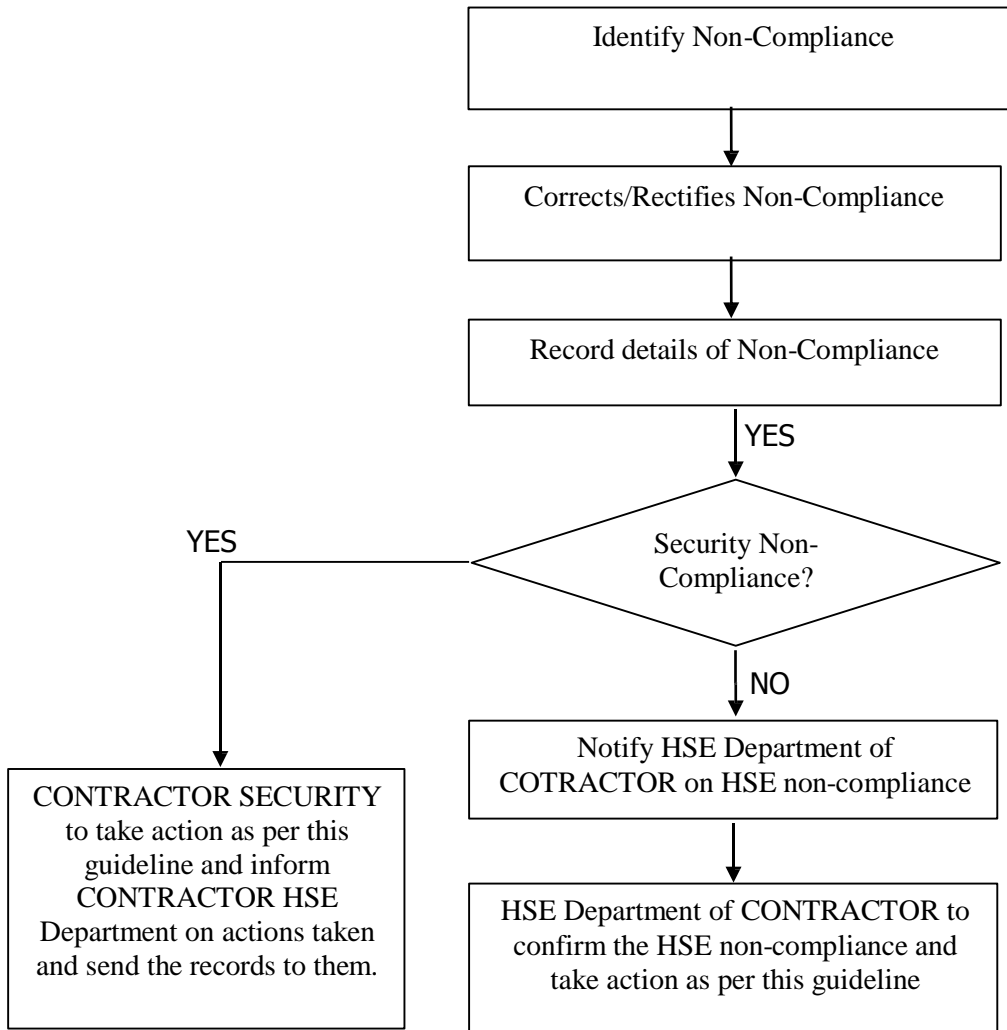 Identify Non-Compliance
Corrects/Rectifies Non-Compliance
Record details of Non-Compliance
YES
Security Non-
Compliance?
YES
NO
Notify HSE Department of
COTRACTOR on HSE non-compliance
CONTRACTOR SECURITY
to take action as per this
guideline and inform
CONTRACTOR HSE
Department on actions taken
and send the records to them.
HSE Department of CONTRACTOR to
confirm the HSE non-compliance and
take action as per this guideline